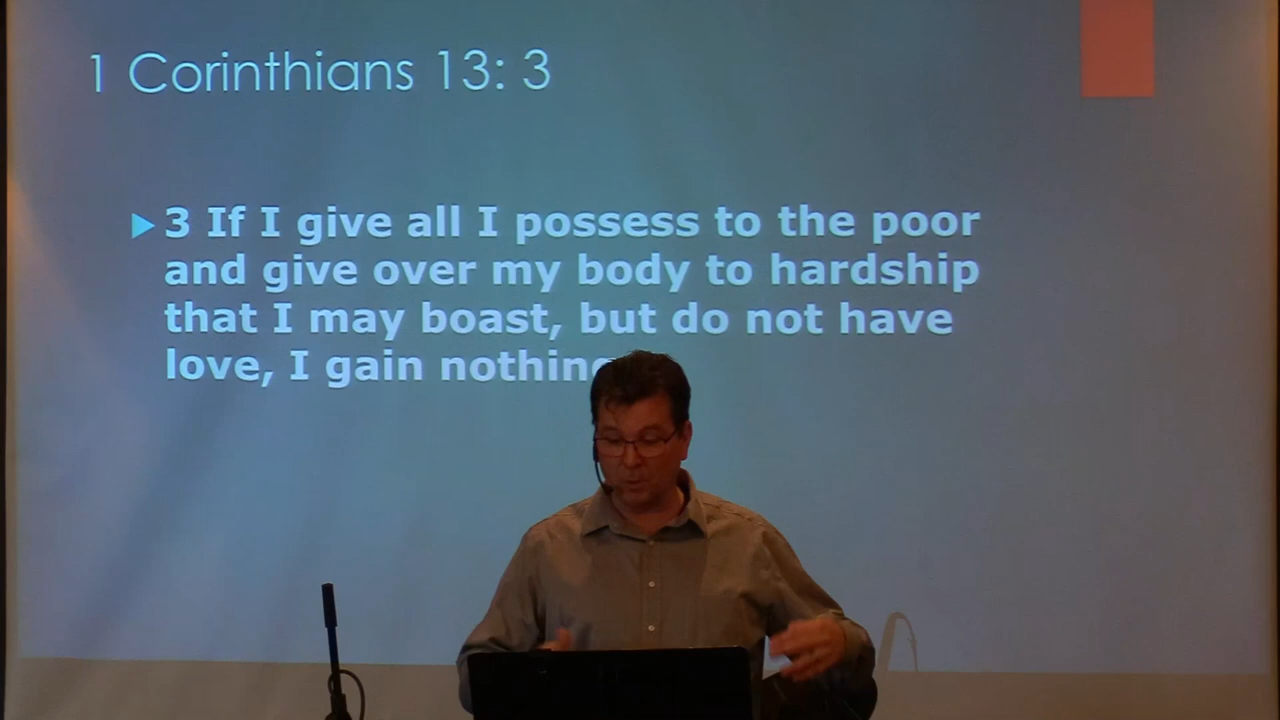 1 Corinthians 13: 3
3 If I give all I possess to the poor
and give over my body to hardship
that I may boast, but do not have
love, I gain nothin